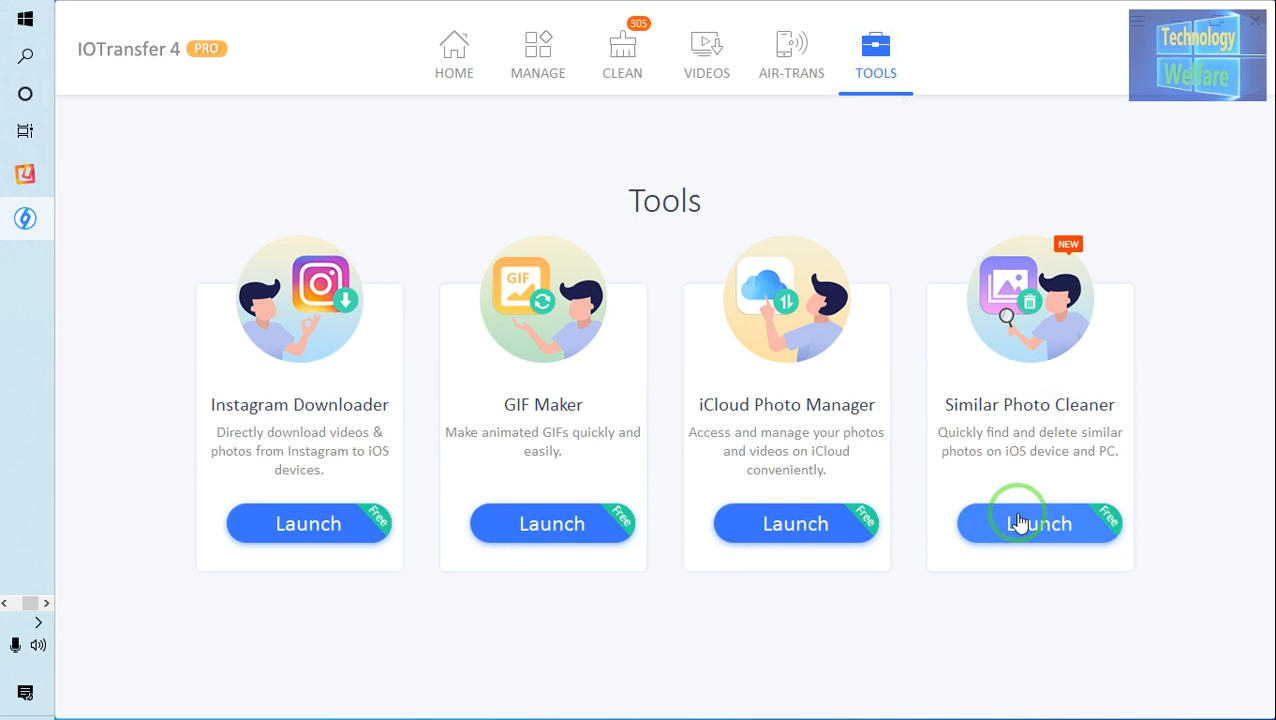 IOTransfer 4 PRO
305
HOME
MANAGE
CLEAN
VIDEOS
AIR-TRANS
TOOLS
Technology
Welfare
Tools
GIF
NEW
Instagram Downloader
Directly download videos &
photos from Instagram to iOS
devices.
Launch
Free
GIF Maker
Make animated GIFs quickly and
easily.
Launch
Free
iCloud Photo Manager
Access and manage your photos
and videos on iCloud
conveniently.
Launch
Free
Similar Photo Cleaner
Quickly find and delete similar
photos on iOS device and PC.
Launch
Free